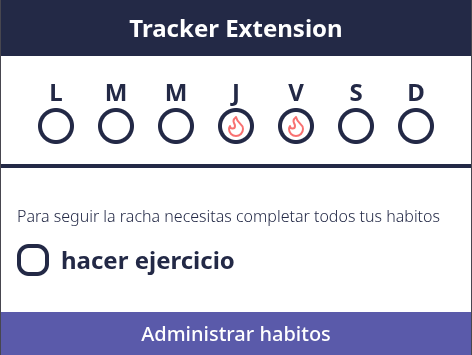 Tracker Extension
L M M J V S D
Para seguir la racha necesitas completar todos tus habitos
hacer ejercicio
Administrar habitos